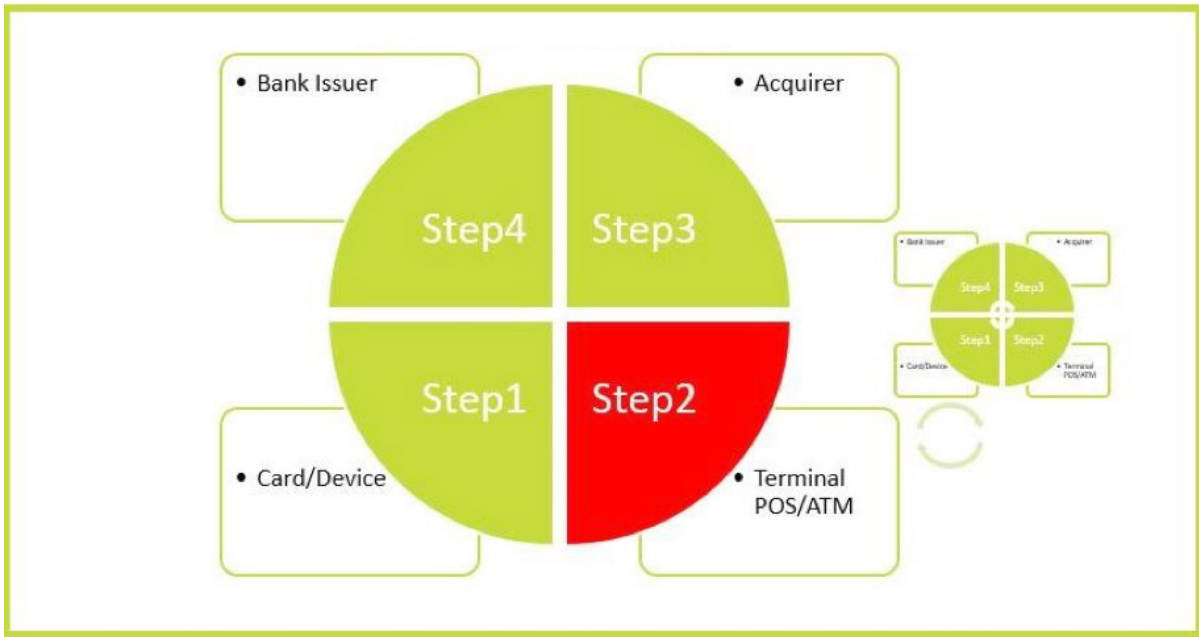 • Bank Issuer
• Acquirer
Step4
Step3
Step1
Step2
• Card/Device
• Terminal
POS/ATM
• Bank Issuer
• Acquirer
Step4
Step3
Step1
Step2
• Card/Device
• Terminal
POS/ATM